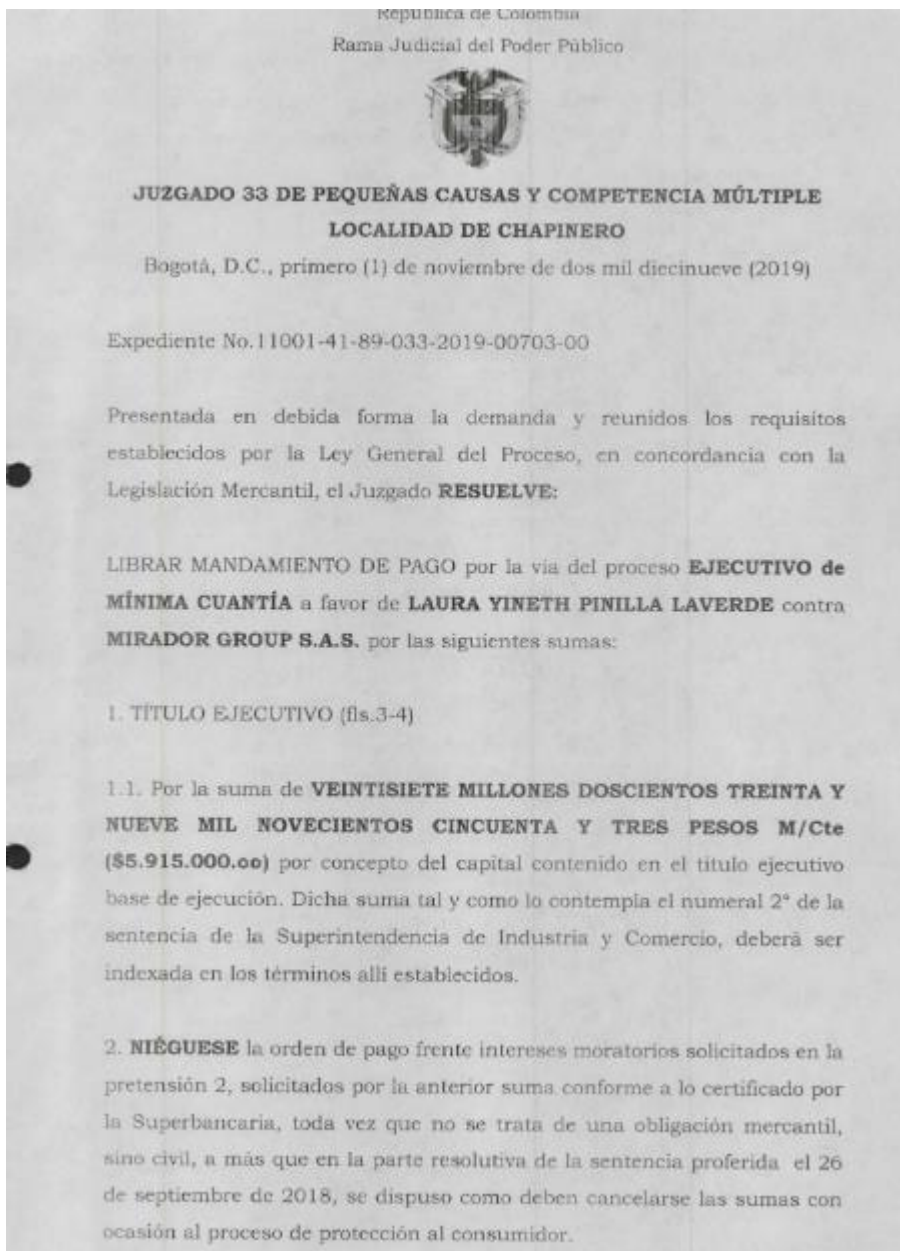 República de Colombia
Rama Judicial del Poder Público
JUZGADO 33 DE PEQUEÑAS CAUSAS Y COMPETENCIA MÚLTIPLE
LOCALIDAD DE CHAPINERO
Bogotá, D.C., primero (1) de noviembre de dos mil diecinueve (2019)
Expediente No.11001-41-89-033-2019-00703-00
Presentada en debida forma la demanda y reunidos los requisitos
establecidos por la Ley General del Proceso, en concordancia con la
Legislación Mercantil, el Juzgado RESUELVE:
LIBRAR MANDAMIENTO DE PAGO por la via del proceso EJECUTIVO de
MÍNIMA CUANTÍA a favor de LAURA YINETH PINILLA LAVERDE contra
MIRADOR GROUP S.A.S. por las siguientes sumas:
1. TÍTULO EJECUTIVO (fls.3-4)
1.1. Por la suma de VEINTISIETE MILLONES DOSCIENTOS TREINTA Y
NUEVE MIL NOVECIENTOS CINCUENTA Y TRES PESOS M/Cte
($5.915.000.oo) por concepto del capital contenido en el titulo ejecutivo
base de ejecución. Dicha suma tal y como lo contempla el numeral 2° de la
sentencia de la Superintendencia de Industria y Comercio, deberá ser
indexada en los términos allí establecidos.
2. NIÉGUESE la orden de pago frente intereses moratorios solicitados en la
pretensión 2, solicitados por la anterior suma conforme a lo certificado por
la Superbancaria, toda vez que no se trata de una obligación mercantil,
sino civil, a más que en la parte resolutiva de la sentencia proferida el 26
de septiembre de 2018, se dispuso como deben cancelarse las sumas con
ocasión al proceso de protección al consumidor.